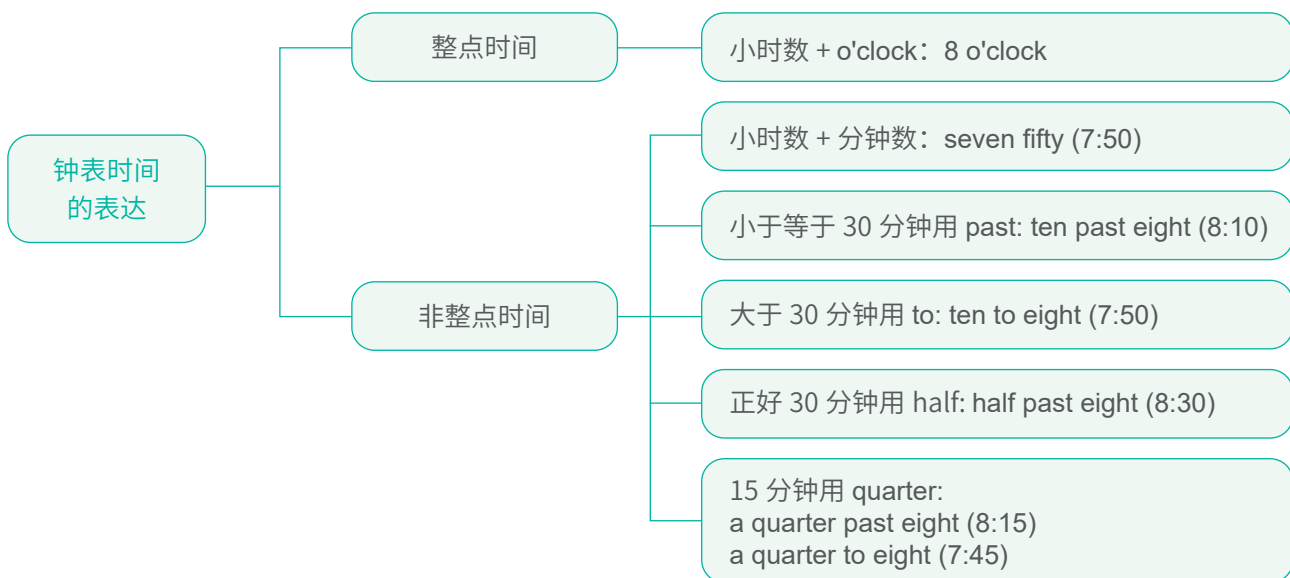 钟表时间
的表达
整点时间
小时数 + o'clock：8 o'clock
非整点时间
小时数 + 分钟数：seven fifty (7:50)
小于等于 30 分钟用 past: ten past eight (8:10)
大于 30 分钟用 to: ten to eight (7:50)
正好 30 分钟用 half: half past eight (8:30)
15 分钟用 quarter:
a quarter past eight (8:15)
a quarter to eight (7:45)